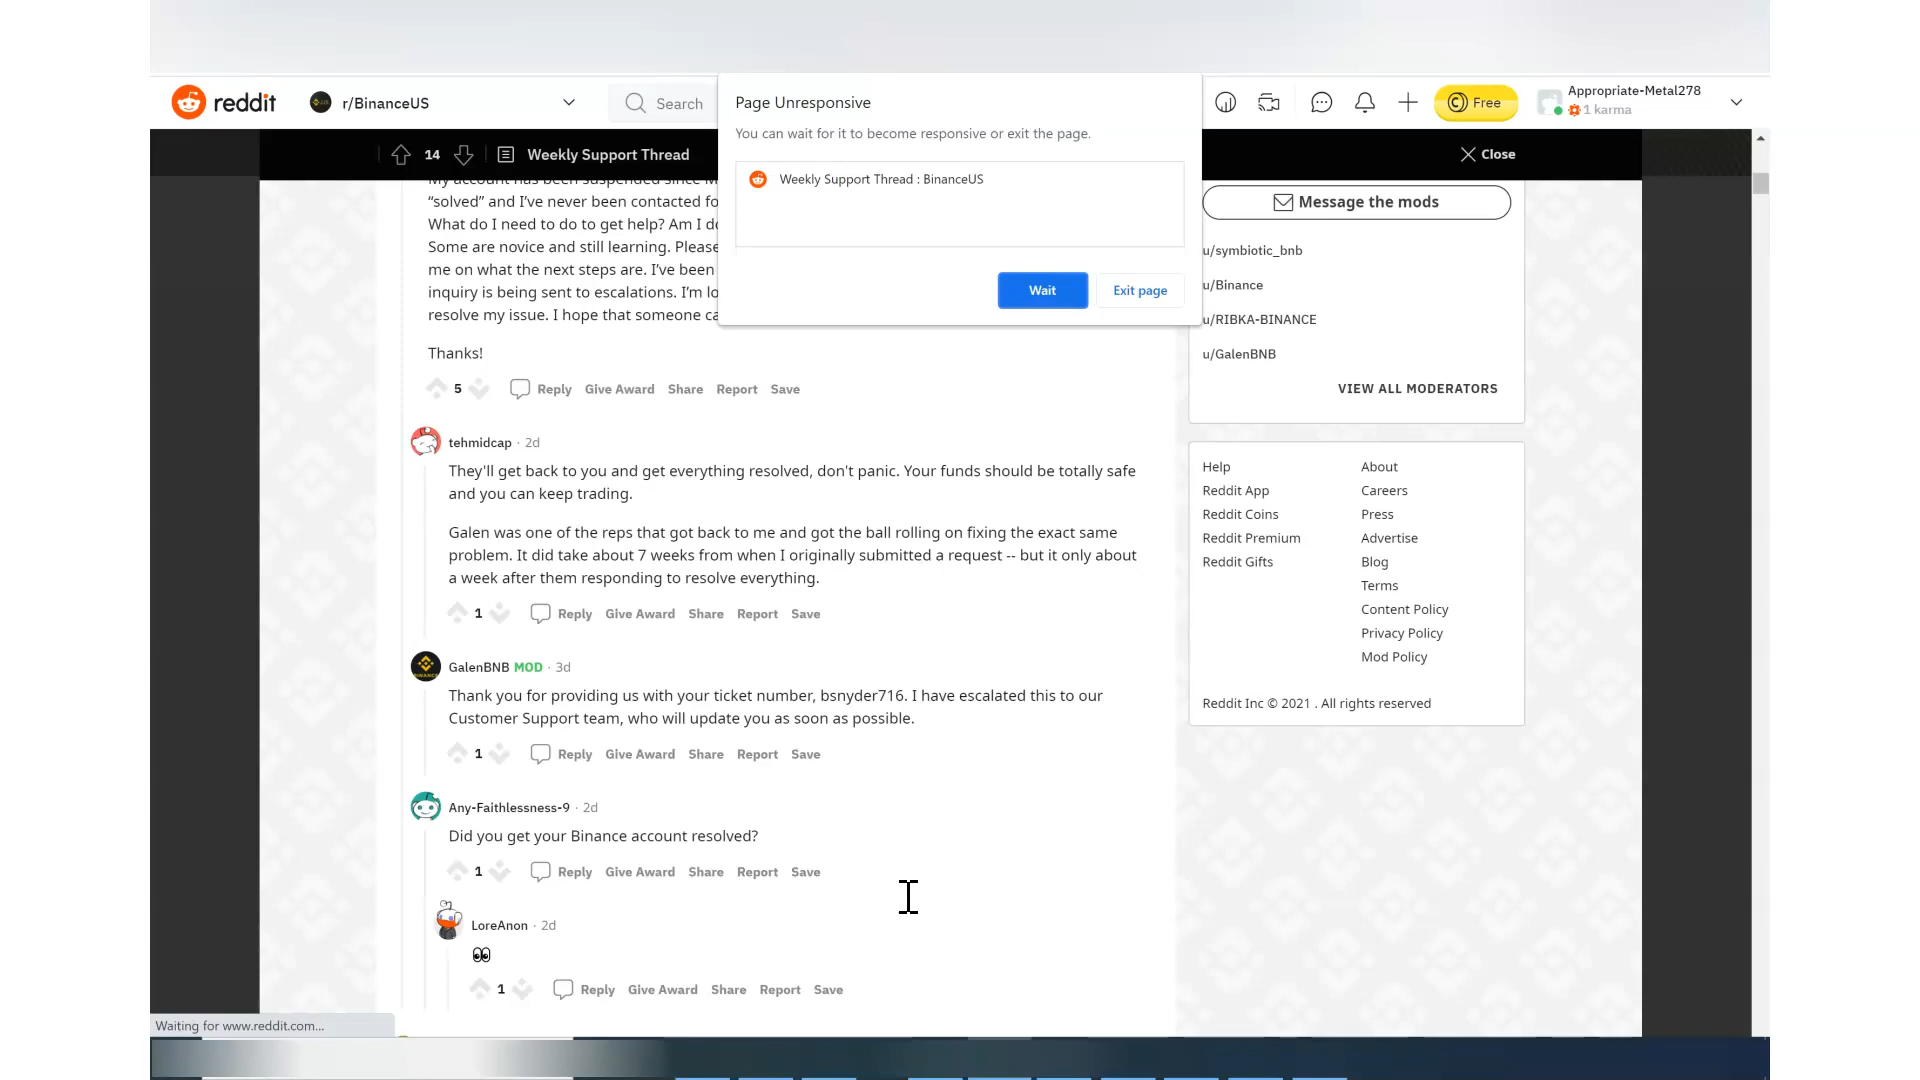 reddit
r/BinanceUS
Search
Free
Appropriate-Metal278
1 karma
Page Unresponsive
You can wait for it to become responsive or exit the page.
Weekly Support Thread : BinanceUS
Wait
Exit page
14
Weekly Support Thread
Close
My account has been suspended since
“solved” and I’ve never been contacted fo
What do I need to do to get help? Am I do
Some are novice and still learning. Please
me on what the next steps are. I’ve been
inquiry is being sent to escalations. I’m lo
resolve my issue. I hope that someone ca
Thanks!
5 Reply Give Award Share Report Save
tehmidcap · 2d
They'll get back to you and get everything resolved, don't panic. Your funds should be totally safe
and you can keep trading.
Galen was one of the reps that got back to me and got the ball rolling on fixing the exact same
problem. It did take about 7 weeks from when I originally submitted a request -- but it only about
a week after them responding to resolve everything.
1 Reply Give Award Share Report Save
GalenBNB MOD · 3d
Thank you for providing us with your ticket number, bsnyder716. I have escalated this to our
Customer Support team, who will update you as soon as possible.
1 Reply Give Award Share Report Save
Any-Faithlessness-9 · 2d
Did you get your Binance account resolved?
1 Reply Give Award Share Report Save
LoreAnon · 2d
👀
1 Reply Give Award Share Report Save
Message the mods
u/symbiotic_bnb
u/Binance
u/RIBKA-BINANCE
u/GalenBNB
VIEW ALL MODERATORS
Help
Reddit App
Reddit Coins
Reddit Premium
Reddit Gifts
About
Careers
Press
Advertise
Blog
Terms
Content Policy
Privacy Policy
Mod Policy
Reddit Inc © 2021 . All rights reserved
Waiting for www.reddit.com...